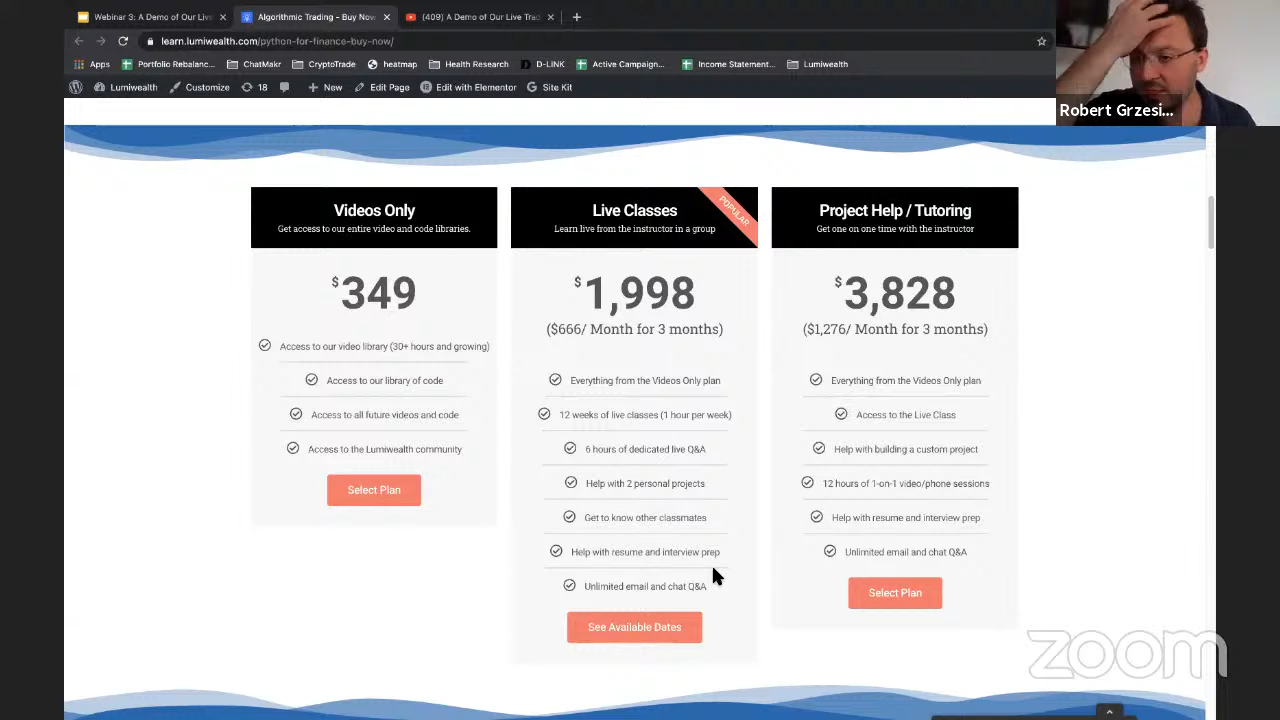 Webinar 3: A Demo of Our Live
Algorithmic Trading - Buy Now
(409) A Demo of Our Live Trad
learn.lumiwealth.com/python-for-finance-buy-now/
Apps
Portfolio Rebalanc...
ChatMakr
CryptoTrade
heatmap
Health Research
D-LINK
Active Campaign...
Income Statement...
Lumiwealth
Lumiwealth
Customize
18
New
Edit Page
Edit with Elementor
Site Kit
Robert Grzesi...
Videos Only
Get access to our entire video and code libraries.
$349
Access to our video library (30+ hours and growing)
Access to our library of code
Access to all future videos and code
Access to the Lumiwealth community
Select Plan
POPULAR
Live Classes
Learn live from the instructor in a group
$1,998
($666/ Month for 3 months)
Everything from the Videos Only plan
12 weeks of live classes (1 hour per week)
6 hours of dedicated live Q&A
Help with 2 personal projects
Get to know other classmates
Help with resume and interview prep
Unlimited email and chat Q&A
See Available Dates
Project Help / Tutoring
Get one on one time with the instructor
$3,828
($1,276/ Month for 3 months)
Everything from the Videos Only plan
Access to the Live Class
Help with building a custom project
12 hours of 1-on-1 video/phone sessions
Help with resume and interview prep
Unlimited email and chat Q&A
Select Plan
zoom